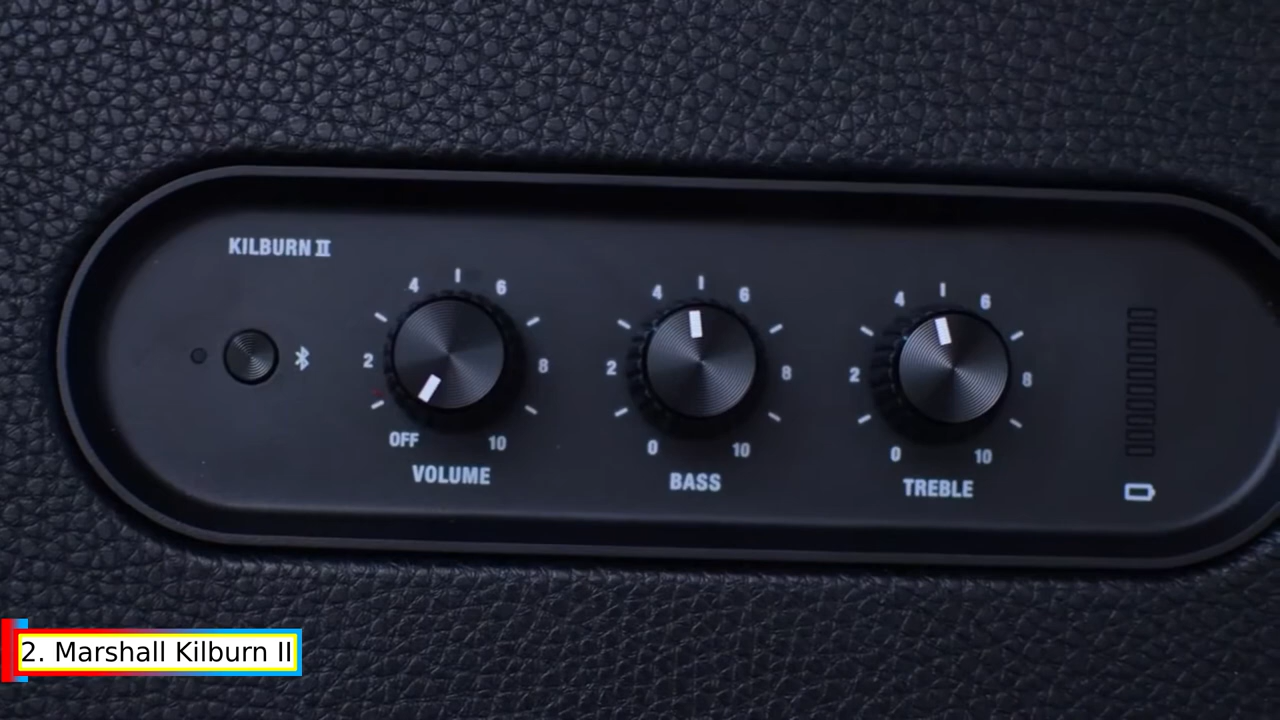 KILBURN II
4 6
4 6
4 6
2 8
2 8
2 8
OFF 10
0 10
0 10
VOLUME
BASS
TREBLE
2. Marshall Kilburn II